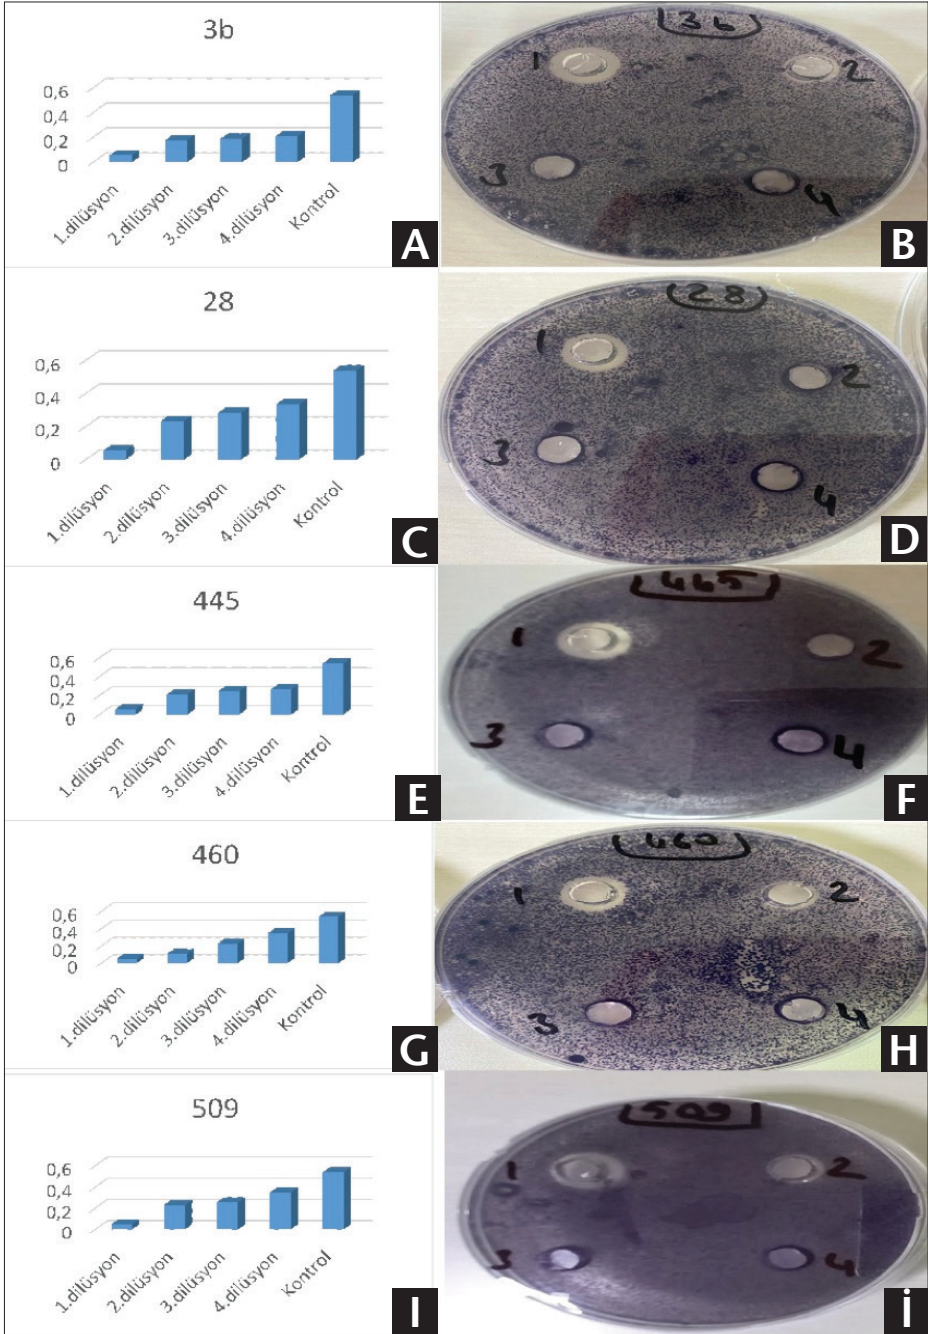 3b
0,6
0,4
0,2
0
1.dilüsyon
2.dilüsyon
3.dilüsyon
4.dilüsyon
Kontrol
A
3b
1
2
3
4
B
28
0,6
0,4
0,2
0
1.dilüsyon
2.dilüsyon
3.dilüsyon
4.dilüsyon
Kontrol
C
28
1
2
3
4
D
445
0,6
0,4
0,2
0
1.dilüsyon
2.dilüsyon
3.dilüsyon
4.dilüsyon
Kontrol
E
445
1
2
3
4
F
460
0,6
0,4
0,2
0
1.dilüsyon
2.dilüsyon
3.dilüsyon
4.dilüsyon
Kontrol
G
460
1
2
3
4
H
509
0,6
0,4
0,2
0
1.dilüsyon
2.dilüsyon
3.dilüsyon
4.dilüsyon
Kontrol
I
509
1
2
3
4
İ